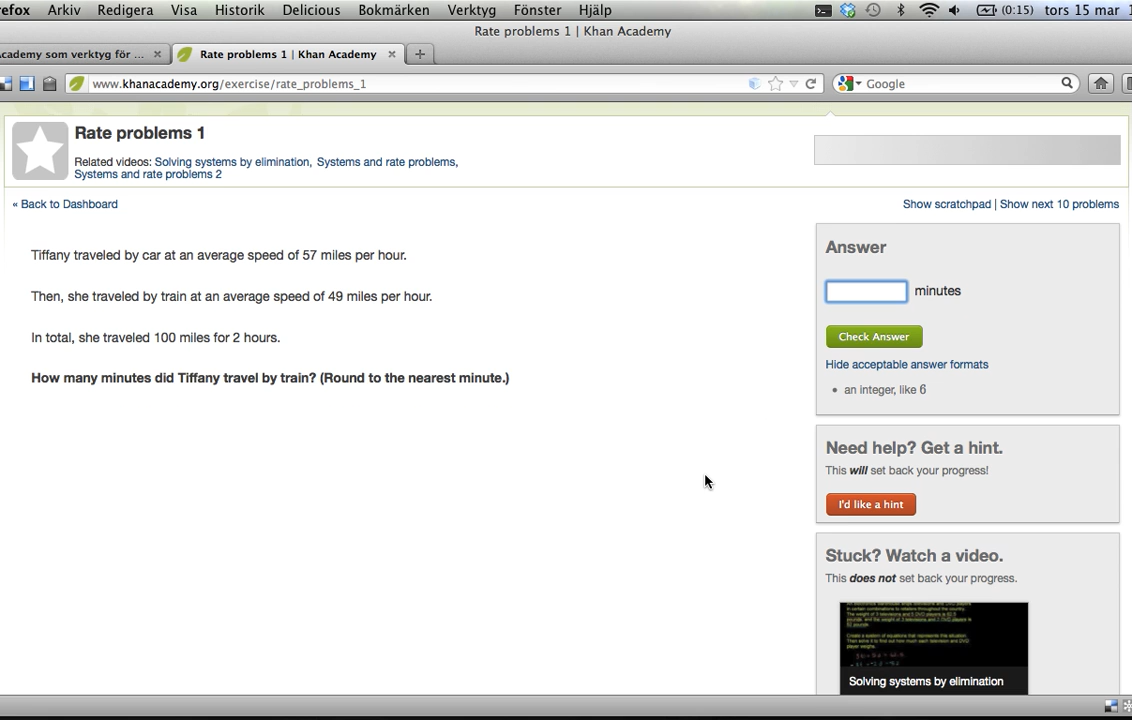 refox Arkiv Redigera Visa Historik Delicious Bokmärken Verktyg Fönster Hjälp (0:15) tors 15 mar 1
Rate problems 1 | Khan Academy
Academy som verktyg för ... Rate problems 1 | Khan Academy
www.khanacademy.org/exercise/rate_problems_1 Google
Rate problems 1
Related videos: Solving systems by elimination, Systems and rate problems,
Systems and rate problems 2
« Back to Dashboard Show scratchpad | Show next 10 problems
Tiffany traveled by car at an average speed of 57 miles per hour.
Then, she traveled by train at an average speed of 49 miles per hour.
In total, she traveled 100 miles for 2 hours.
How many minutes did Tiffany travel by train? (Round to the nearest minute.)
Answer
minutes
Check Answer
Hide acceptable answer formats
• an integer, like 6
Need help? Get a hint.
This will set back your progress!
I'd like a hint
Stuck? Watch a video.
This does not set back your progress.
Solving systems by elimination